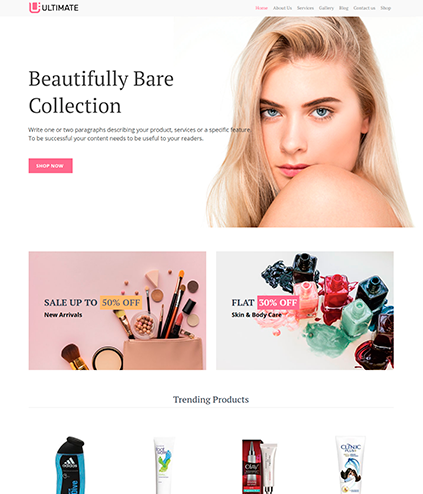 ULTIMATE
Home About Us Services Gallery Blog Contact us Shop
Beautifully Bare
Collection
Write one or two paragraphs describing your product, services or a specific feature.
To be successful your content needs to be useful to your readers.
SHOP NOW
SALE UP TO 50% OFF
New Arrivals
FLAT 30% OFF
Skin & Body Care
Trending Products
adidas
OLAY